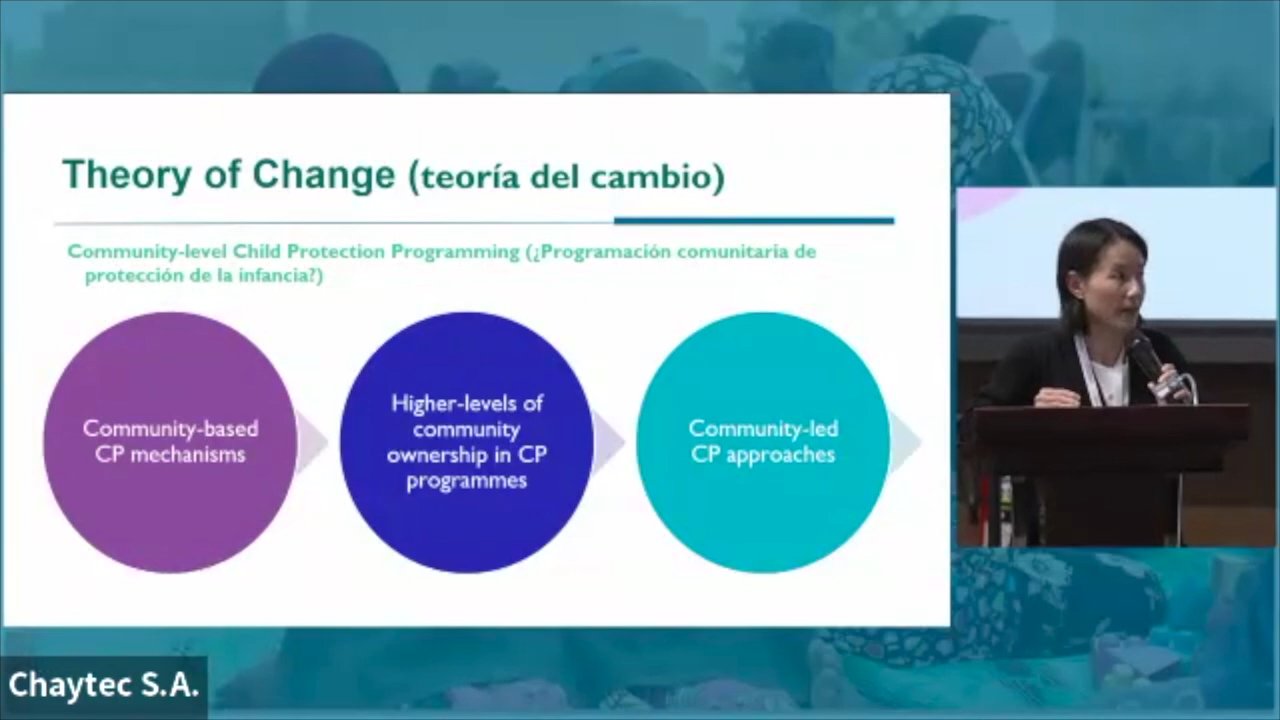 Theory of Change (teoría del cambio)
Community-level Child Protection Programming (¿Programación comunitaria de
protección de la infancia?)
Community-based
CP mechanisms
Higher-levels of
community
ownership in CP
programmes
Community-led
CP approaches
Chaytec S.A.